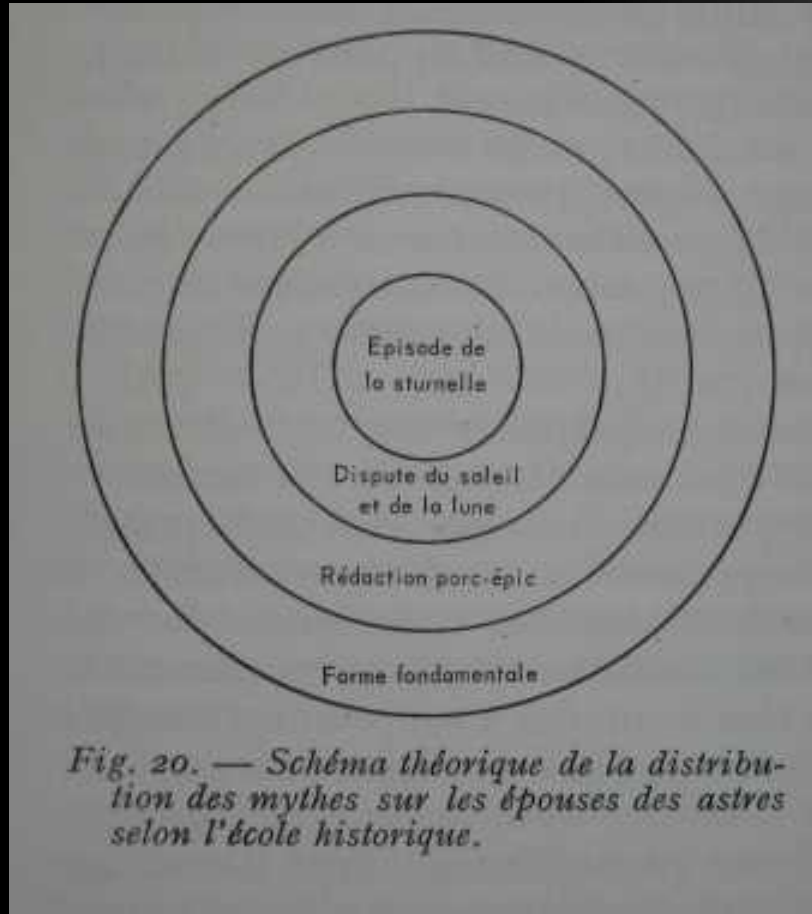 Episode de
la sturnelle
Dispute du soleil
et de la lune
Rédaction porc-épic
Forme fondamentale
Fig. 20. — Schéma théorique de la distribu-
tion des mythes sur les épouses des astres
selon l'école historique.